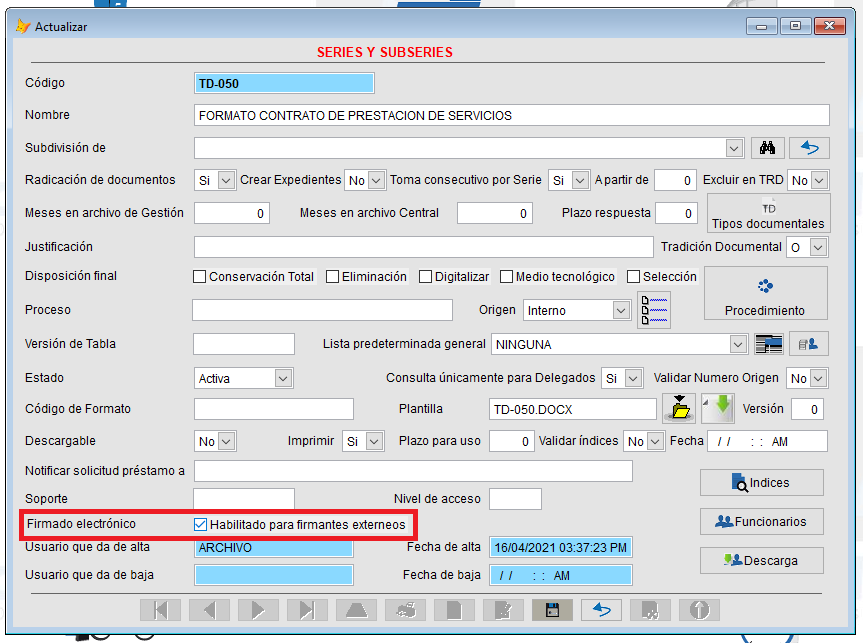 Actualizar
SERIES Y SUBSERIES
Código TD-050
Nombre FORMATO CONTRATO DE PRESTACION DE SERVICIOS
Subdivisión de
Radicación de documentos Si Crear Expedientes No Toma consecutivo por Serie Si A partir de 0 Excluir en TRD No
Meses en archivo de Gestión 0 Meses en archivo Central 0 Plazo respuesta 0 TD Tipos documentales
Justificación Tradición Documental O
Disposición final Conservación Total Eliminación Digitalizar Medio tecnológico Selección
Proceso Origen Interno Procedimiento
Versión de Tabla Lista predeterminada general NINGUNA
Estado Activa Consulta únicamente para Delegados Si Validar Numero Origen No
Código de Formato Plantilla TD-050.DOCX Versión 0
Descargable No Imprimir Si Plazo para uso 0 Validar índices No Fecha / / : : AM
Notificar solicitud préstamo a
Indices
Soporte Nivel de acceso
Firmado electrónico Habilitado para firmantes externeos
Funcionarios
Usuario que da de alta ARCHIVO Fecha de alta 16/04/2021 03:37:23 PM
Descarga
Usuario que da de baja Fecha de baja / / : : AM